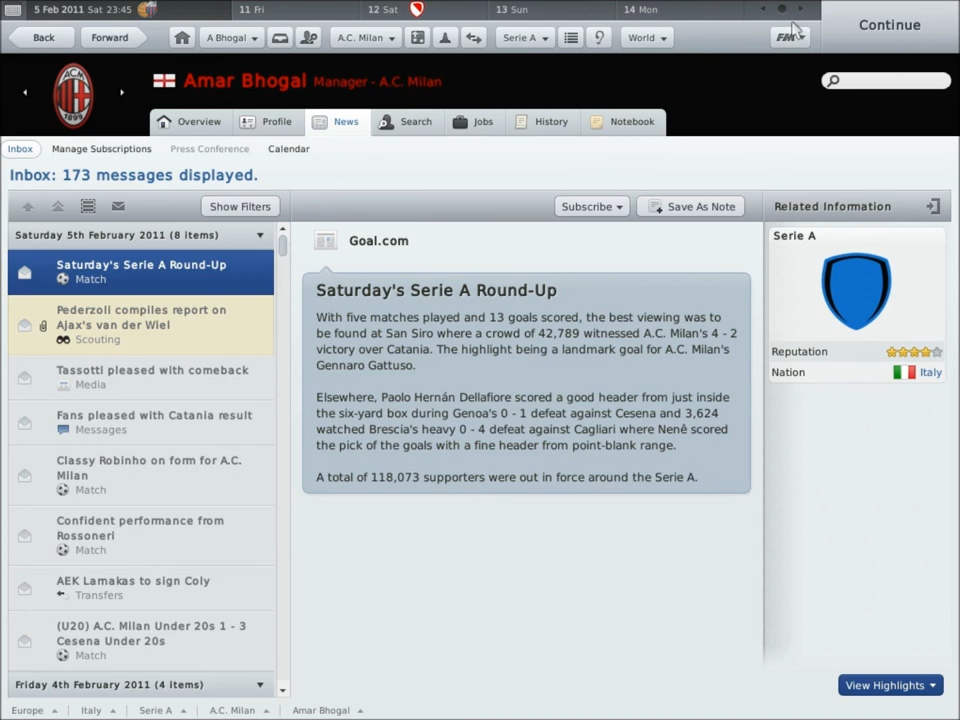 5 Feb 2011 Sat 23:45
11 Fri
12 Sat
13 Sun
14 Mon
Continue
Back
Forward
A Bhogal
A.C. Milan
Serie A
World
FM
ACM
1899
Amar Bhogal Manager - A.C. Milan
Overview
Profile
News
Search
Jobs
History
Notebook
Inbox
Manage Subscriptions
Press Conference
Calendar
Inbox: 173 messages displayed.
Show Filters
Subscribe
Save As Note
Related Information
Saturday 5th February 2011 (8 items)
Saturday's Serie A Round-Up
Match
Pederzoli compiles report on
Ajax's van der Wiel
Scouting
Tassotti pleased with comeback
Media
Fans pleased with Catania result
Messages
Classy Robinho on form for A.C.
Milan
Match
Confident performance from
Rossoneri
Match
AEK Lamakas to sign Coly
Transfers
(U20) A.C. Milan Under 20s 1 - 3
Cesena Under 20s
Match
Friday 4th February 2011 (4 items)
Goal.com
Saturday's Serie A Round-Up
With five matches played and 13 goals scored, the best viewing was to
be found at San Siro where a crowd of 42,789 witnessed A.C. Milan's 4 - 2
victory over Catania. The highlight being a landmark goal for A.C. Milan's
Gennaro Gattuso.
Elsewhere, Paolo Hernán Dellafiore scored a good header from just inside
the six-yard box during Genoa's 0 - 1 defeat against Cesena and 3,624
watched Brescia's heavy 0 - 4 defeat against Cagliari where Nenê scored
the pick of the goals with a fine header from point-blank range.
A total of 118,073 supporters were out in force around the Serie A.
Serie A
Reputation
Nation
Italy
View Highlights
Europe
Italy
Serie A
A.C. Milan
Amar Bhogal